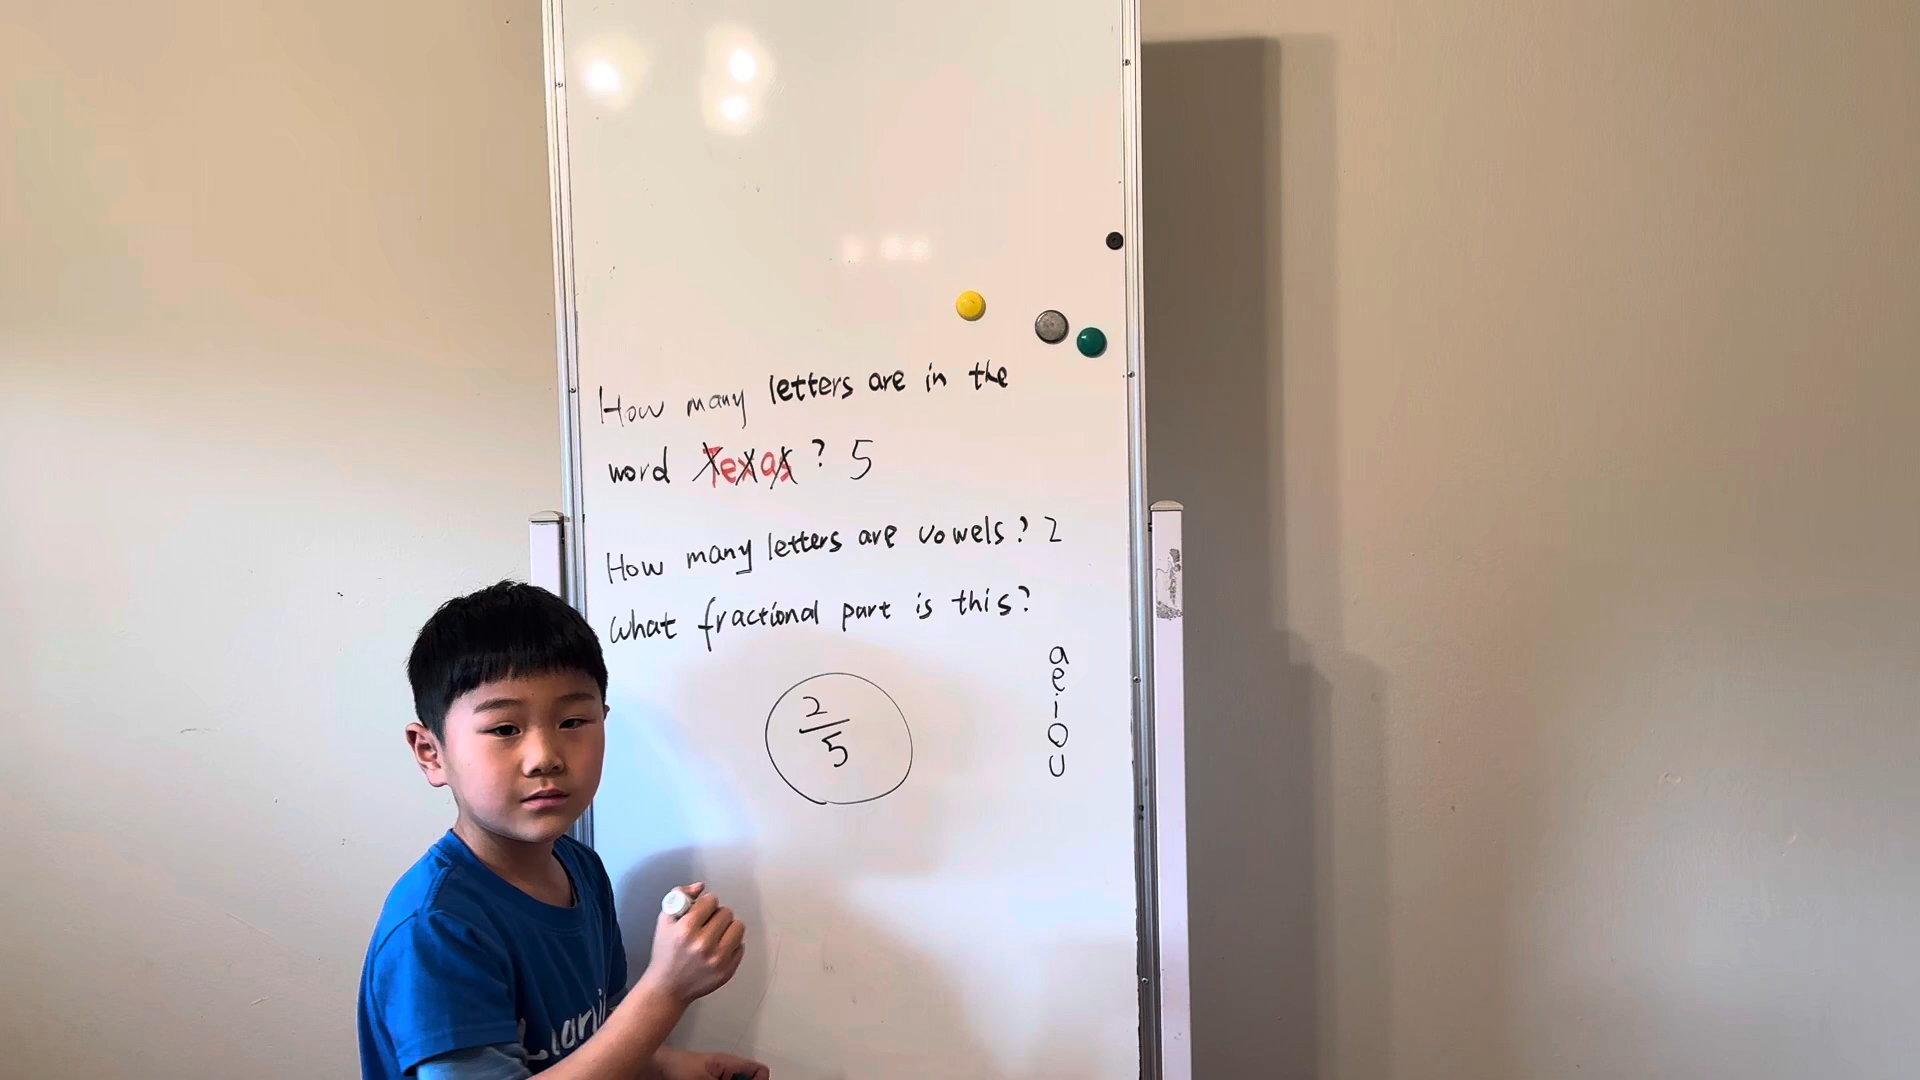 How many letters are in the
word Texas ? 5
How many letters are vowels? 2
What fractional part is this?
a
e
i
o
u
2
5